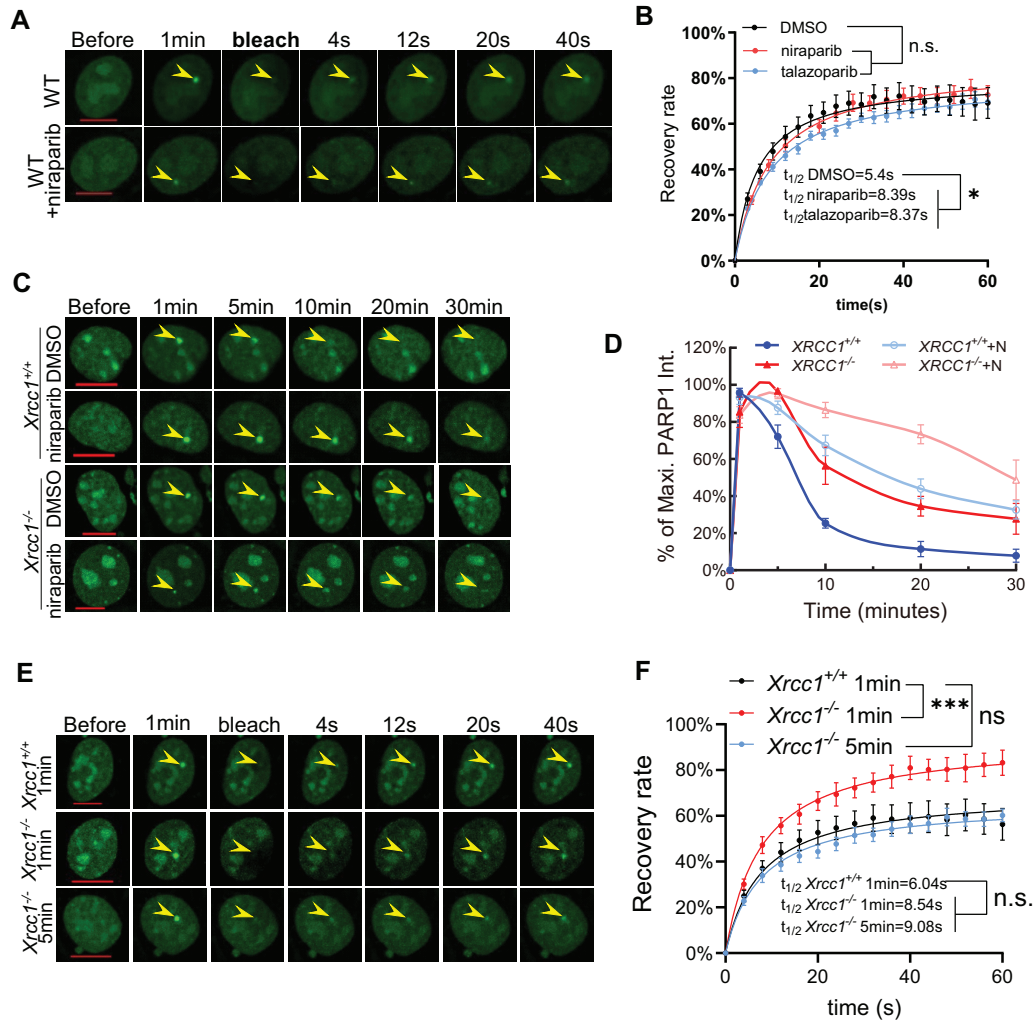 A
Before 1min bleach 4s 12s 20s 40s
WT
WT
+niraparib
B
DMSO
niraparib
talazoparib
n.s.
100%
80%
60%
40%
20%
0%
Recovery rate
t1/2 DMSO=5.4s
t1/2 niraparib=8.39s
t1/2talazoparib=8.37s
*
0 20 40 60
time(s)
C
Before 1min 5min 10min 20min 30min
Xrcc1+/+
DMSO
niraparib
Xrcc1-/-
DMSO
niraparib
D
XRCC1+/+ XRCC1+/++N
XRCC1-/- XRCC1-/-+N
120%
100%
80%
60%
40%
20%
0%
% of Maxi. PARP1 Int.
0 10 20 30
Time (minutes)
E
Before 1min bleach 4s 12s 20s 40s
Xrcc1+/+
1min
Xrcc1-/-
1min
Xrcc1-/-
5min
F
Xrcc1+/+ 1min
Xrcc1-/- 1min
Xrcc1-/- 5min
***
ns
100%
80%
60%
40%
20%
0%
Recovery rate
t1/2 Xrcc1+/+ 1min=6.04s
t1/2 Xrcc1-/- 1min=8.54s
t1/2 Xrcc1-/- 5min=9.08s
n.s.
0 20 40 60
time (s)